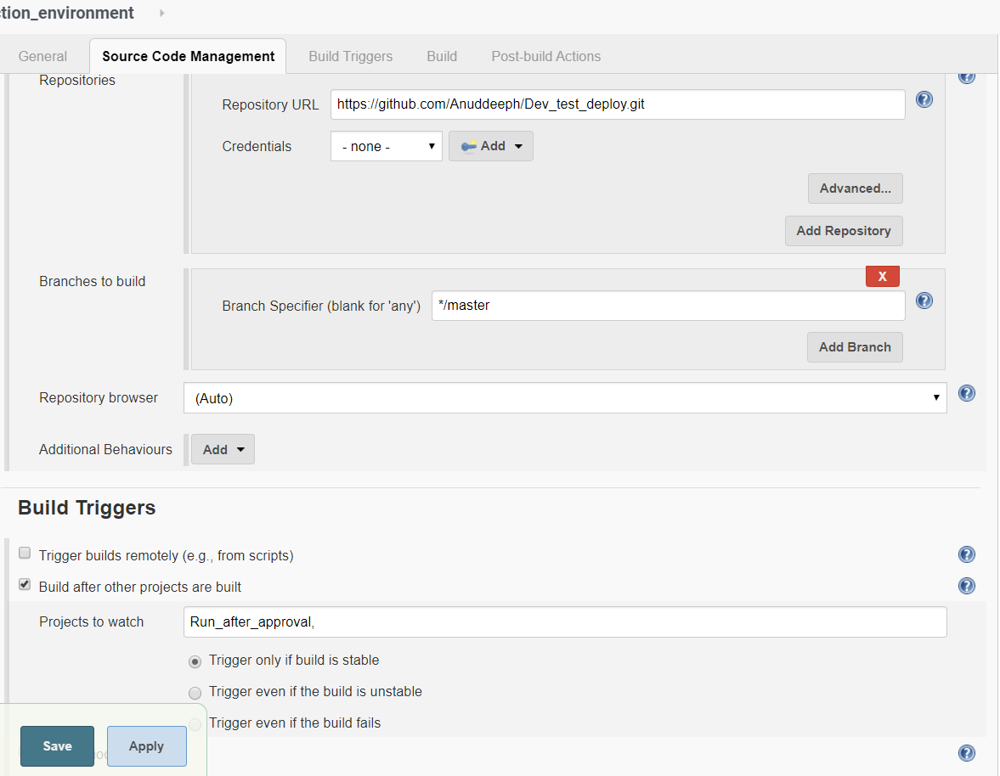 tion_environment
General Source Code Management Build Triggers Build Post-build Actions
Repositories
Repository URL https://github.com/Anuddeeph/Dev_test_deploy.git
Credentials - none - Add
Advanced...
Add Repository
Branches to build
X
Branch Specifier (blank for 'any') */master
Add Branch
Repository browser (Auto)
Additional Behaviours Add
Build Triggers
Trigger builds remotely (e.g., from scripts)
Build after other projects are built
Projects to watch Run_after_approval,
Trigger only if build is stable
Trigger even if the build is unstable
Trigger even if the build fails
Save Apply